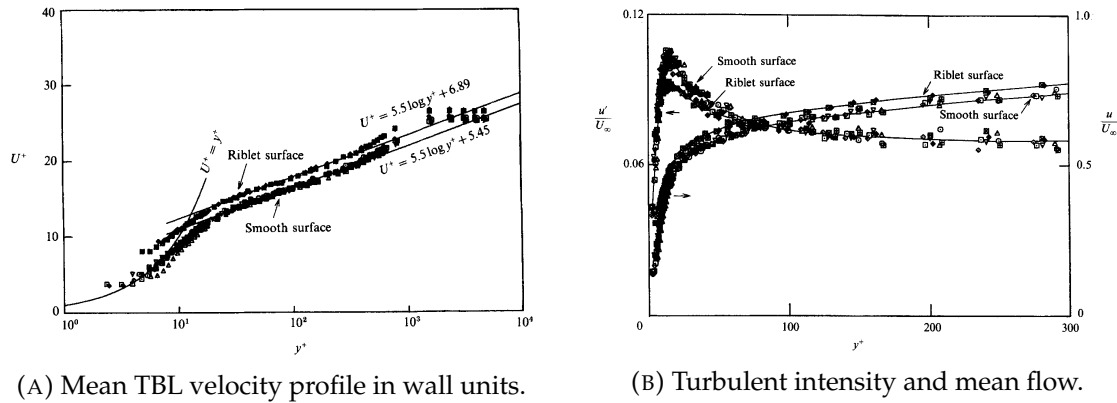 40
30
20
10
0
U⁺
10⁰
10¹
10²
10³
10⁴
y⁺
U⁺ = y⁺
U⁺ = 5.5 log y⁺ + 6.89
U⁺ = 5.5 log y⁺ + 5.45
Riblet surface
Smooth surface
(A) Mean TBL velocity profile in wall units.
0.12
0.06
0
u′/U∞
1.0
0.5
0
u/U∞
0
100
200
300
y⁺
Smooth surface
Riblet surface
Riblet surface
Smooth surface
(B) Turbulent intensity and mean flow.